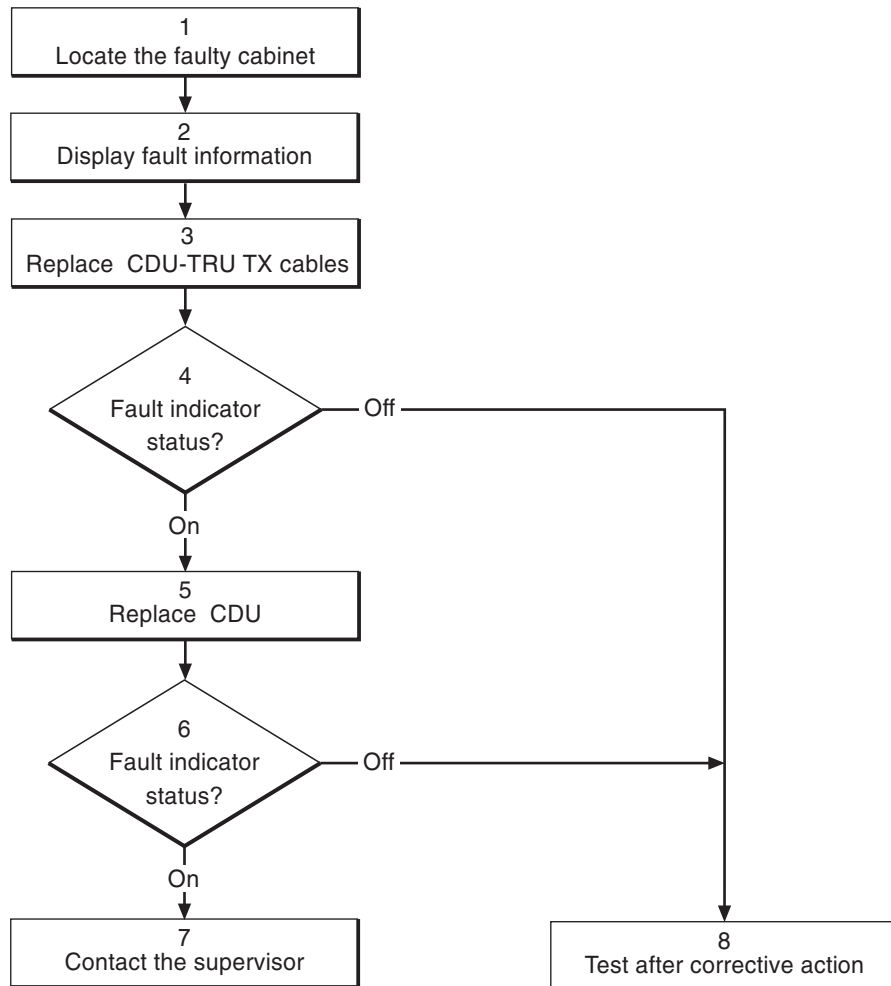 1
Locate the faulty cabinet
2
Display fault information
3
Replace CDU-TRU TX cables
4
Fault indicator
status?
Off
On
5
Replace CDU
6
Fault indicator
status?
Off
On
7
Contact the supervisor
8
Test after corrective action